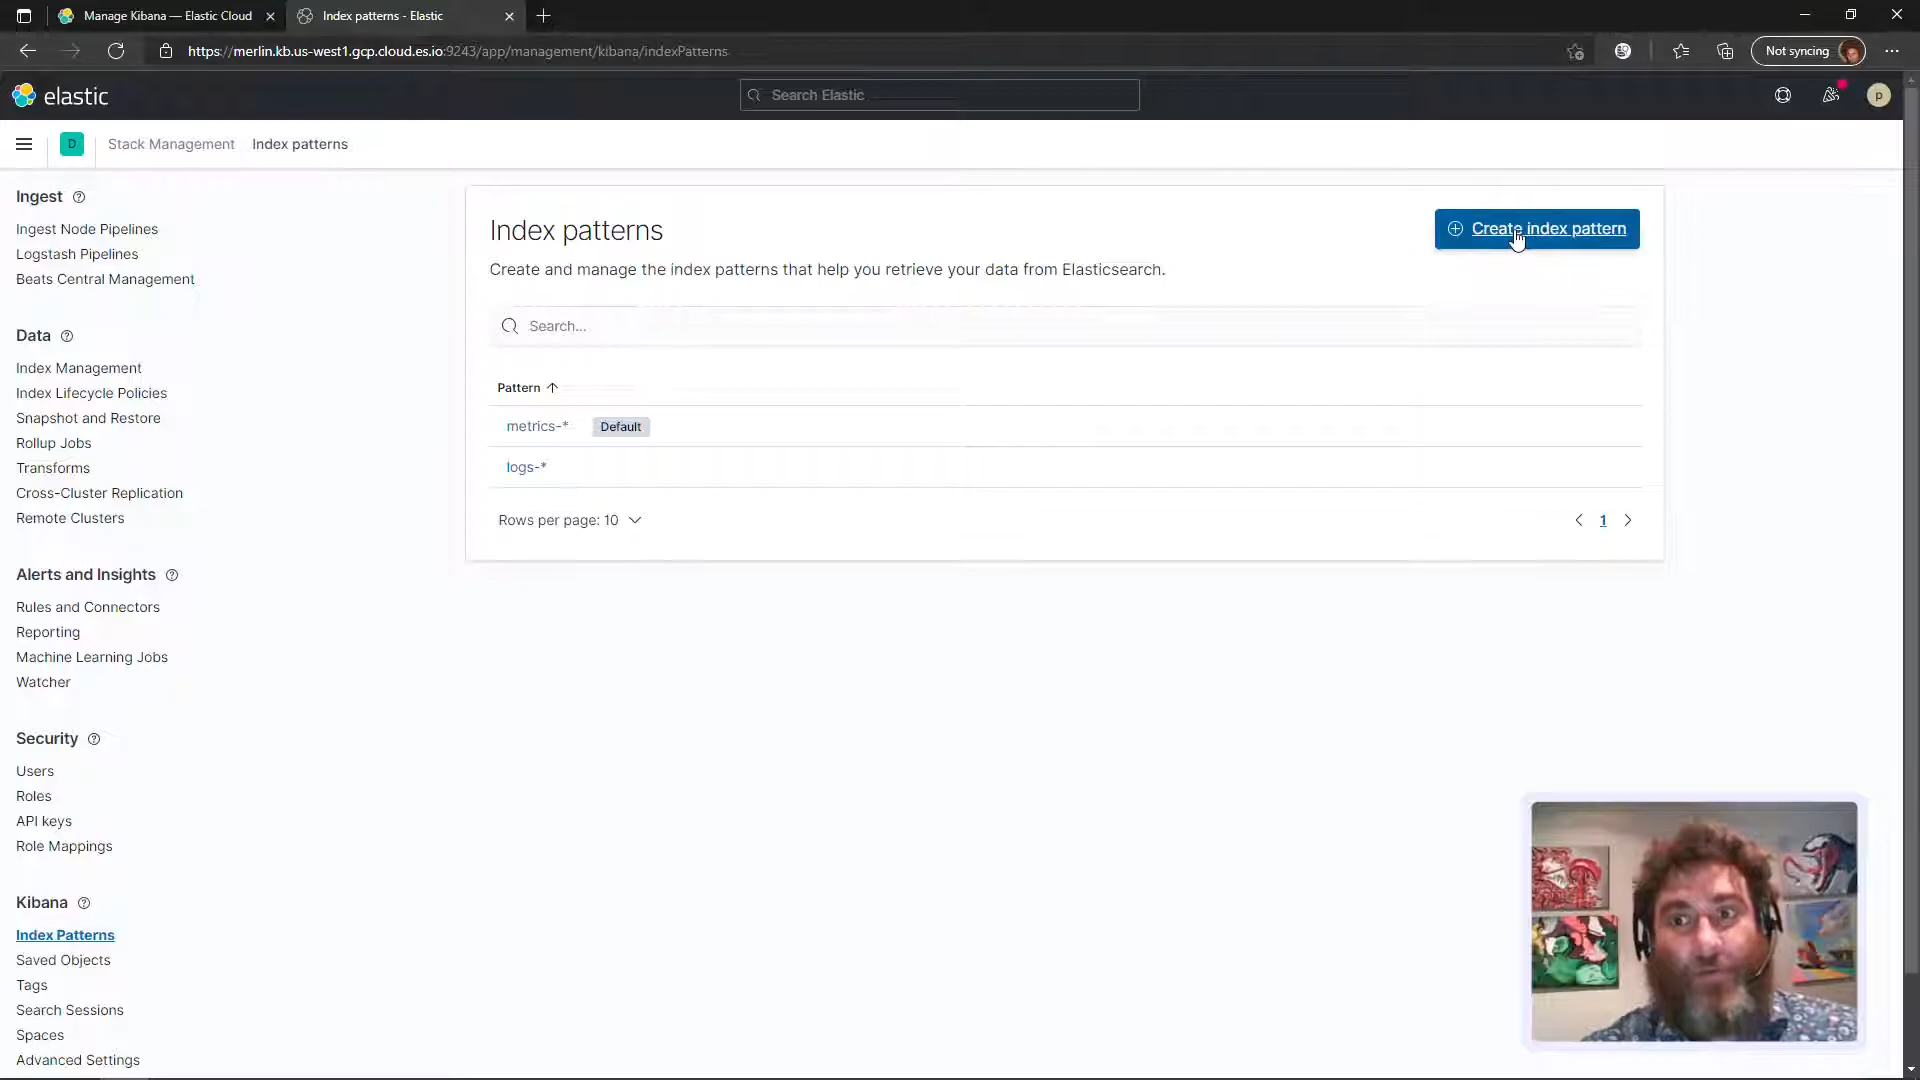 Manage Kibana — Elastic Cloud
Index patterns - Elastic
https://merlin.kb.us-west1.gcp.cloud.es.io:9243/app/management/kibana/indexPatterns
Not syncing
elastic
Search Elastic
p
D
Stack Management
Index patterns
Ingest
Ingest Node Pipelines
Logstash Pipelines
Beats Central Management
Data
Index Management
Index Lifecycle Policies
Snapshot and Restore
Rollup Jobs
Transforms
Cross-Cluster Replication
Remote Clusters
Alerts and Insights
Rules and Connectors
Reporting
Machine Learning Jobs
Watcher
Security
Users
Roles
API keys
Role Mappings
Kibana
Index Patterns
Saved Objects
Tags
Search Sessions
Spaces
Advanced Settings
Index patterns
Create index pattern
Create and manage the index patterns that help you retrieve your data from Elasticsearch.
Search...
Pattern
metrics-* Default
logs-*
Rows per page: 10
1